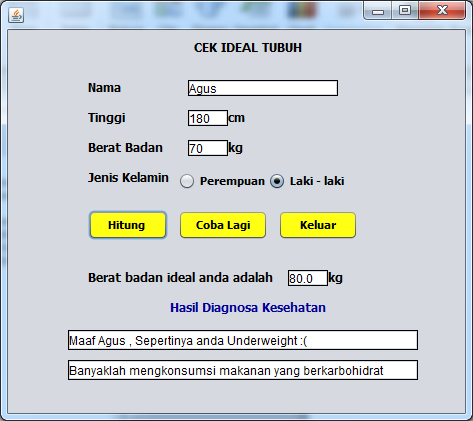 CEK IDEAL TUBUH
Nama Agus
Tinggi 180 cm
Berat Badan 70 kg
Jenis Kelamin Perempuan Laki - laki
Hitung Coba Lagi Keluar
Berat badan ideal anda adalah 80.0 kg
Hasil Diagnosa Kesehatan
Maaf Agus , Sepertinya anda Underweight :(
Banyaklah mengkonsumsi makanan yang berkarbohidrat